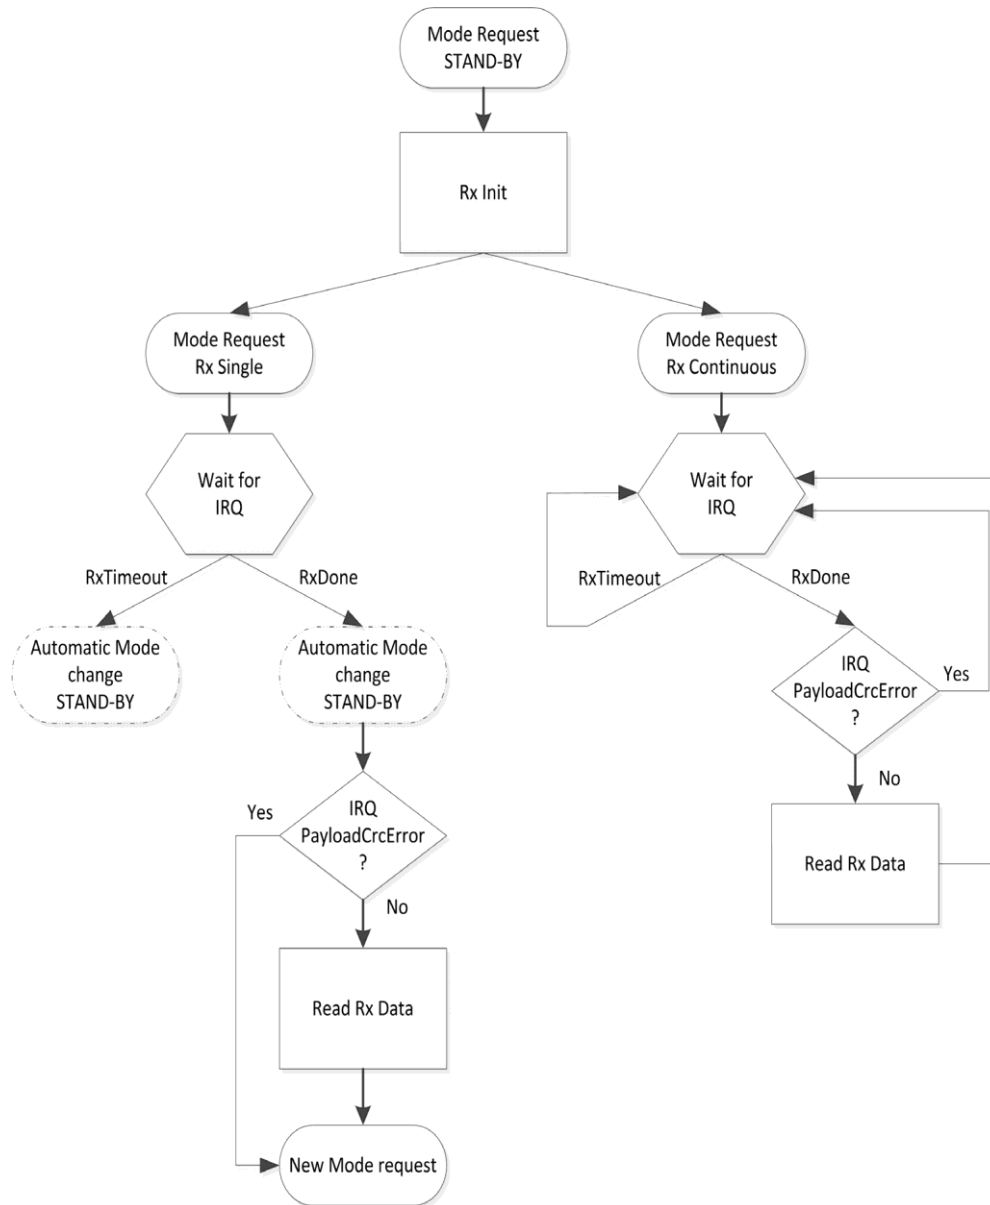 Mode Request
STAND-BY
Rx Init
Mode Request
Rx Single
Mode Request
Rx Continuous
Wait for
IRQ
Wait for
IRQ
RxTimeout
RxDone
RxTimeout
RxDone
Automatic Mode
change
STAND-BY
Automatic Mode
change
STAND-BY
IRQ
PayloadCrcError
?
Yes
No
Read Rx Data
IRQ
PayloadCrcError
?
Yes
No
Read Rx Data
New Mode request